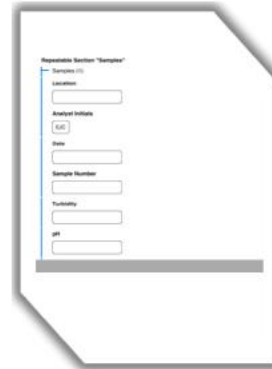 Repeatable Section "Samples"
Samples (1)
Location
Analyst Initials
Date
Sample Number
Turbidity
pH